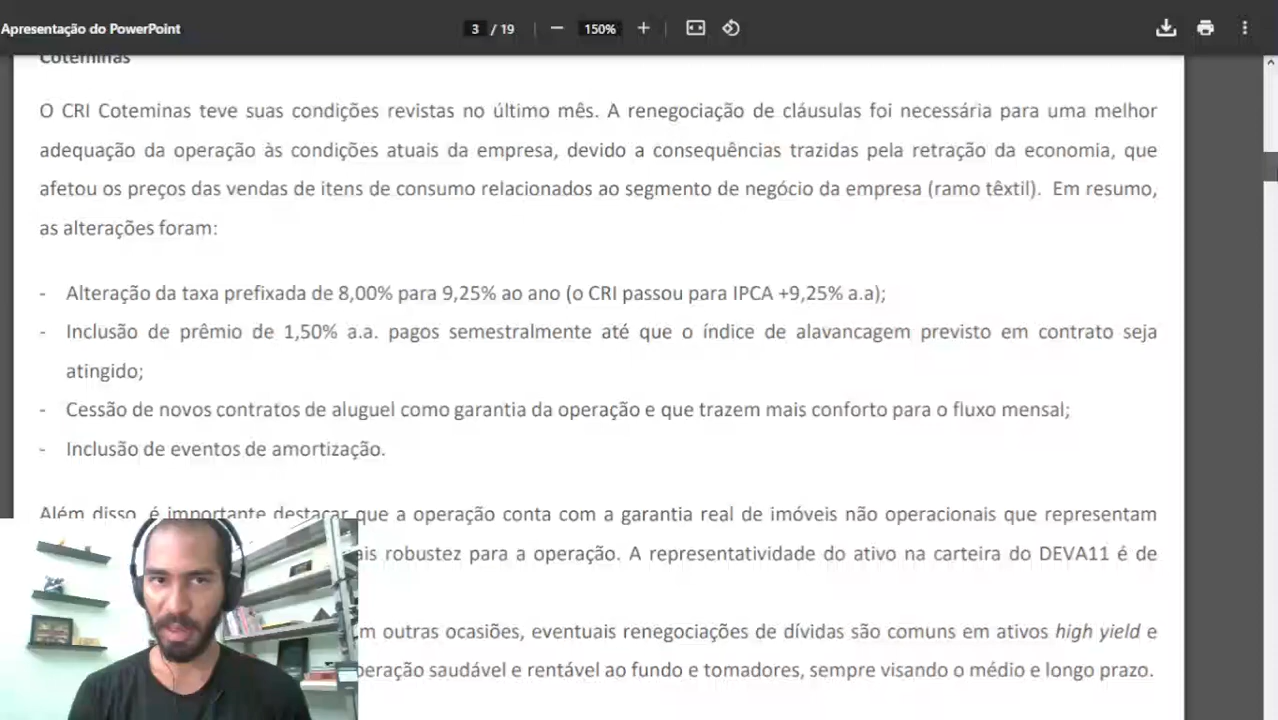 Apresentação do PowerPoint
3 / 19
150%
Coteminas
O CRI Coteminas teve suas condições revistas no último mês. A renegociação de cláusulas foi necessária para uma melhor
adequação da operação às condições atuais da empresa, devido a consequências trazidas pela retração da economia, que
afetou os preços das vendas de itens de consumo relacionados ao segmento de negócio da empresa (ramo têxtil). Em resumo,
as alterações foram:
- Alteração da taxa prefixada de 8,00% para 9,25% ao ano (o CRI passou para IPCA +9,25% a.a);
- Inclusão de prêmio de 1,50% a.a. pagos semestralmente até que o índice de alavancagem previsto em contrato seja
atingido;
- Cessão de novos contratos de aluguel como garantia da operação e que trazem mais conforto para o fluxo mensal;
- Inclusão de eventos de amortização.
Além disso, é importante destacar que a operação conta com a garantia real de imóveis não operacionais que representam
robustez para a operação. A representatividade do ativo na carteira do DEVA11 é de
outras ocasiões, eventuais renegociações de dívidas são comuns em ativos high yield e
saudável e rentável ao fundo e tomadores, sempre visando o médio e longo prazo.